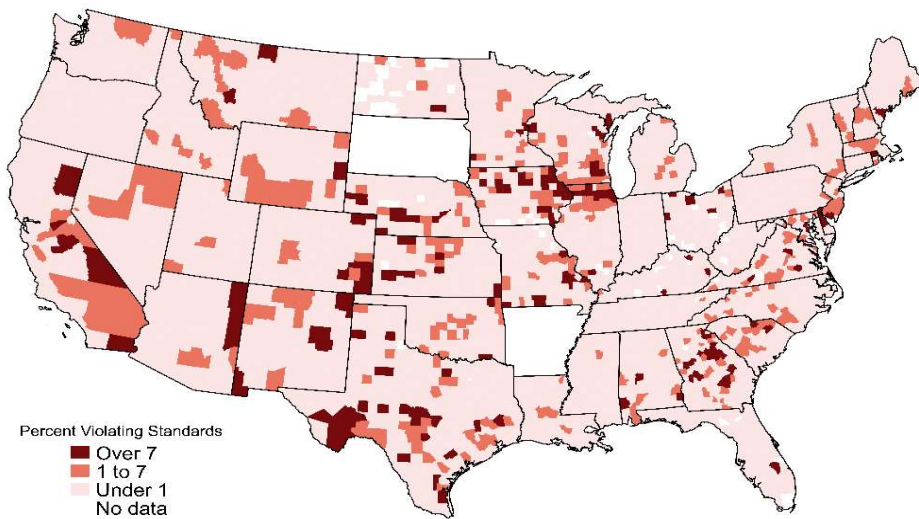 Percent Violating Standards
Over 7
1 to 7
Under 1
No data